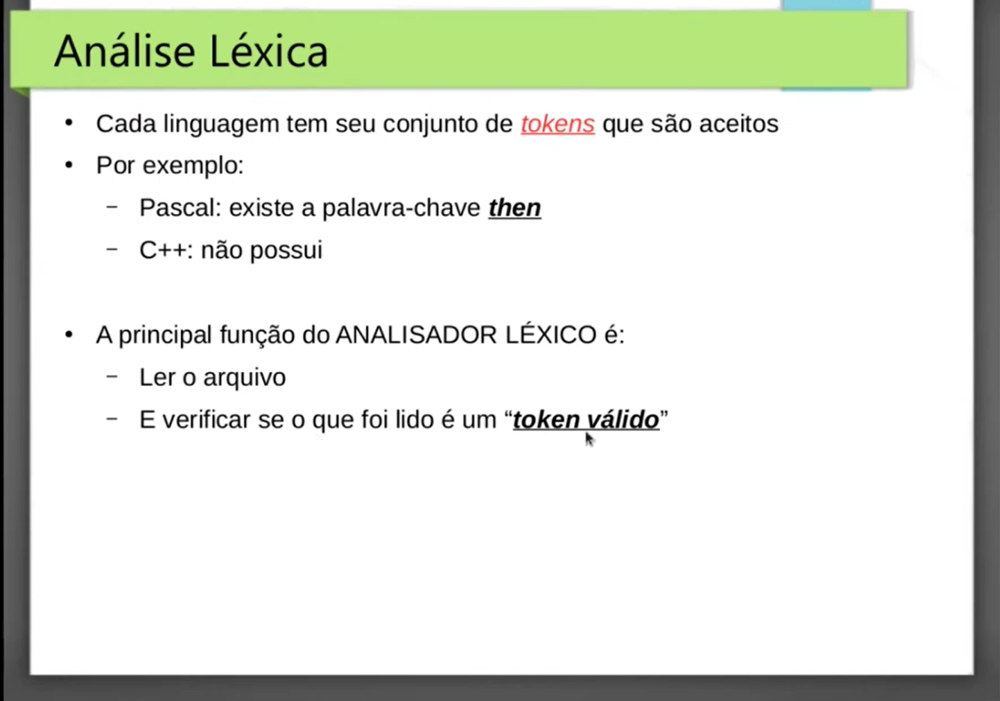 Análise Léxica
• Cada linguagem tem seu conjunto de tokens que são aceitos
• Por exemplo:
– Pascal: existe a palavra-chave then
– C++: não possui
• A principal função do ANALISADOR LÉXICO é:
– Ler o arquivo
– E verificar se o que foi lido é um “token válido”